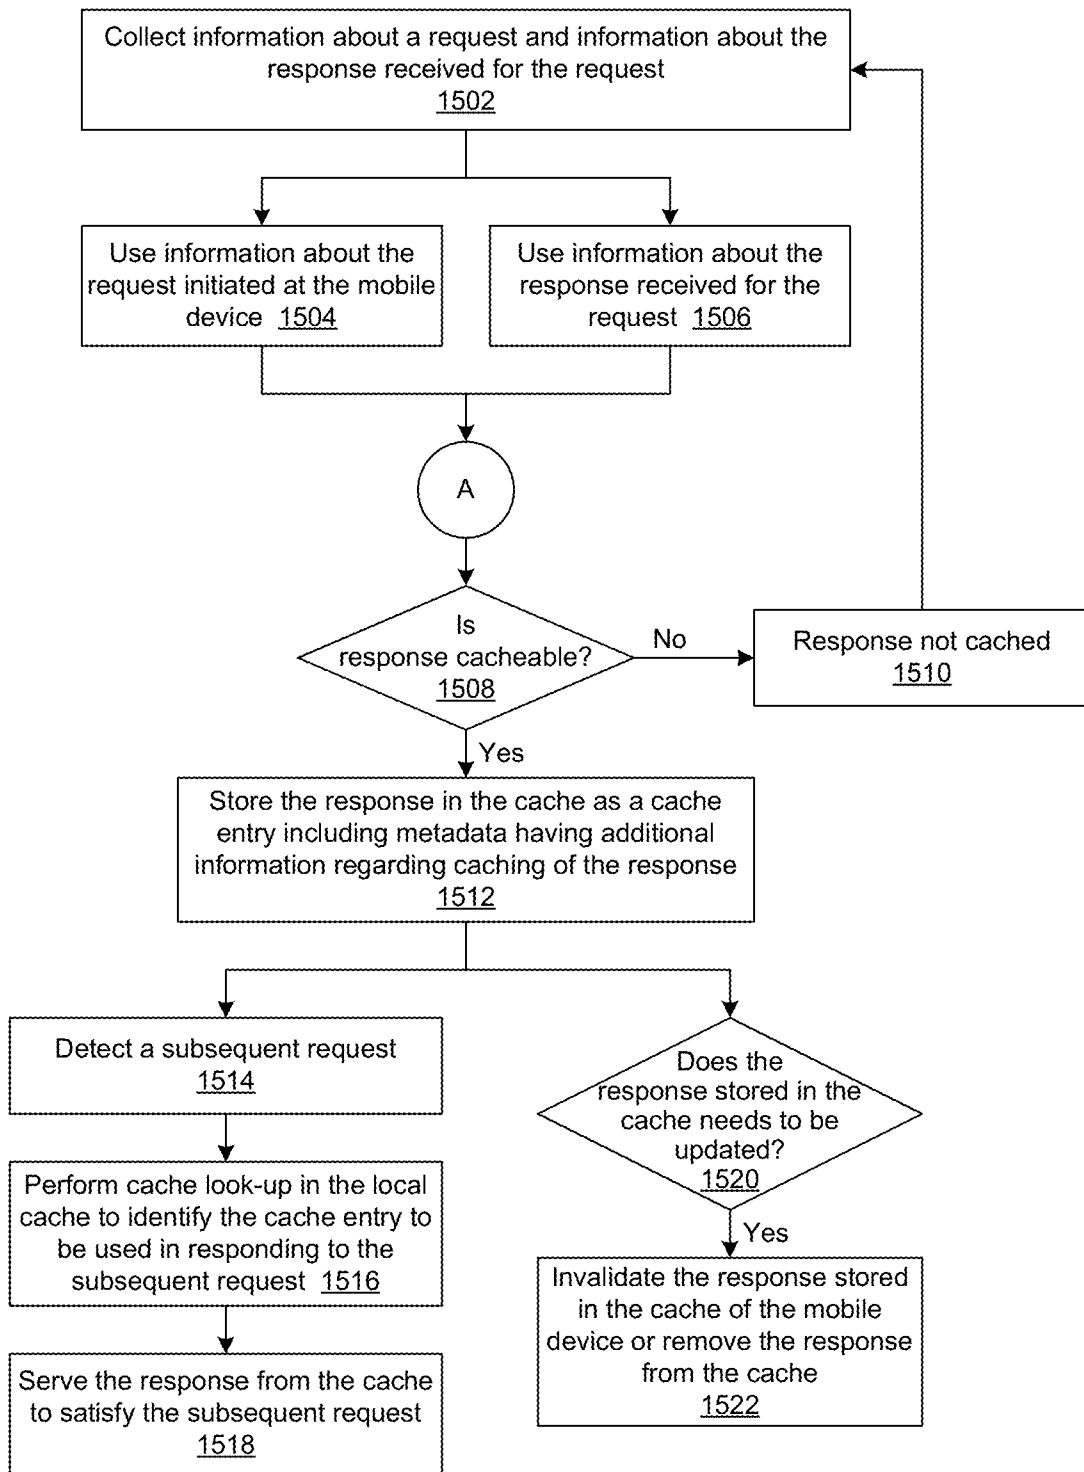 Collect information about a request and information about the
response received for the request
1502
Use information about the
request initiated at the mobile
device 1504
Use information about the
response received for the
request 1506
A
Is
response cacheable?
1508
No
Response not cached
1510
Yes
Store the response in the cache as a cache
entry including metadata having additional
information regarding caching of the response
1512
Detect a subsequent request
1514
Does the
response stored in the
cache needs to be
updated?
1520
Perform cache look-up in the local
cache to identify the cache entry to
be used in responding to the
subsequent request 1516
Yes
Invalidate the response stored
in the cache of the mobile
device or remove the response
from the cache
1522
Serve the response from the cache
to satisfy the subsequent request
1518